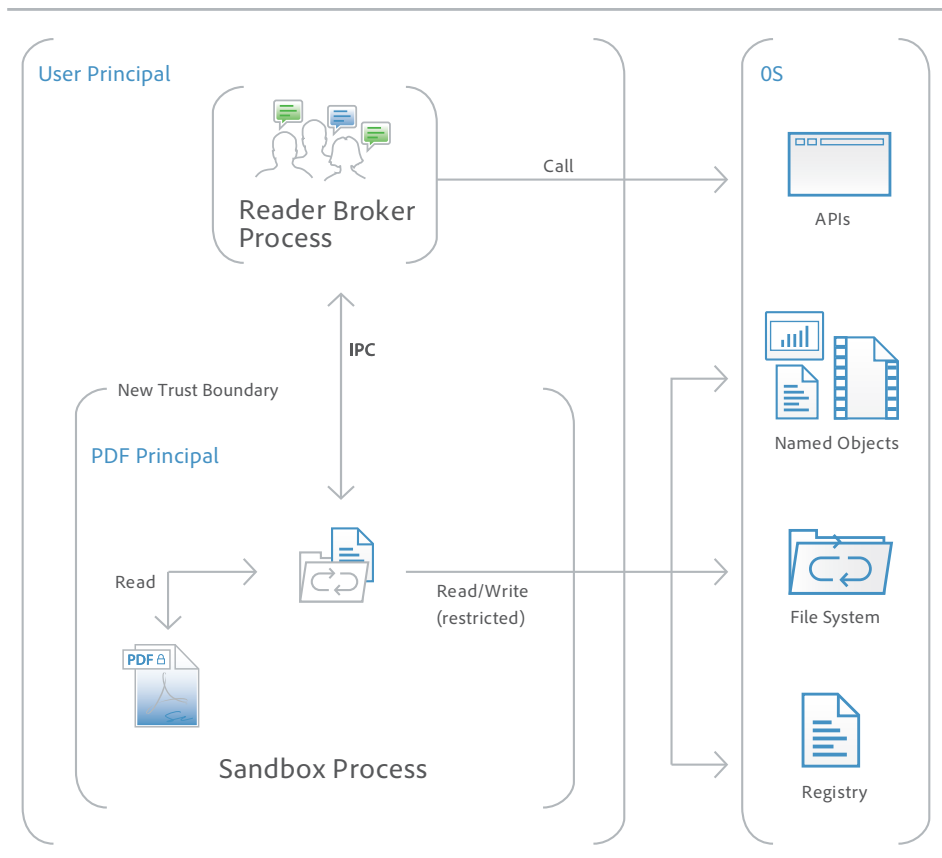 User Principal
OS
Call
Reader Broker
Process
APIs
IPC
New Trust Boundary
Named Objects
PDF Principal
Read
Read/Write
(restricted)
File System
PDF
Sandbox Process
Registry